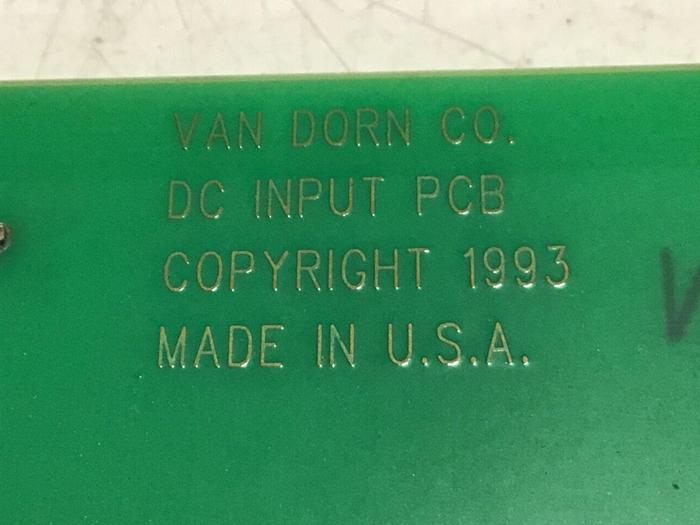 VAN DORN CO.
DC INPUT PCB
COPYRIGHT 1993
MADE IN U.S.A.